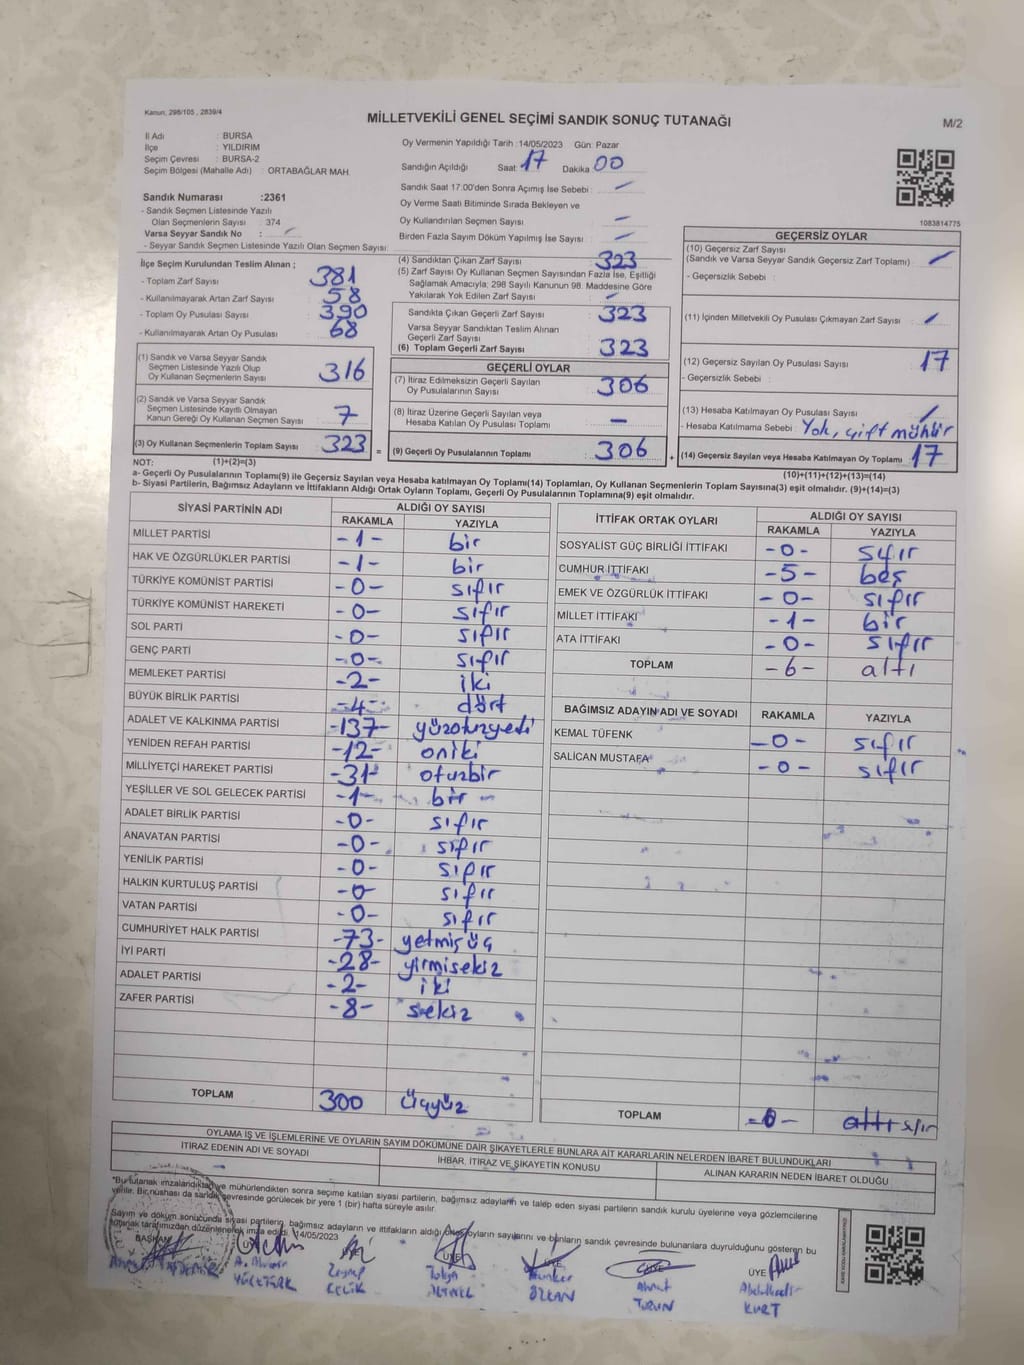 Kanun: 298/105 , 2839/4
MİLLETVEKİLİ GENEL SEÇİMİ SANDIK SONUÇ TUTANAĞI
M/2
İl Adı : BURSA
İlçe : YILDIRIM
Seçim Çevresi : BURSA-2
Seçim Bölgesi (Mahalle Adı) : ORTABAĞLAR MAH.
Sandık Numarası :2361
- Sandık Seçmen Listesinde Yazılı
Olan Seçmenlerin Sayısı : 374
Varsa Seyyar Sandık No : -
- Seyyar Sandık Seçmen Listesinde Yazılı Olan Seçmen Sayısı:
Oy Vermenin Yapıldığı Tarih :14/05/2023 Gün: Pazar
Sandığın Açıldığı Saat: 17 Dakika 00
Sandık Saat 17:00'den Sonra Açımış İse Sebebi : -
Oy Verme Saati Bitiminde Sırada Bekleyen ve
Oy Kullandırılan Seçmen Sayısı : -
Birden Fazla Sayım Döküm Yapılmış İse Sayısı : -
1083814775
İlçe Seçim Kurulundan Teslim Alınan ;
- Toplam Zarf Sayısı : 381
- Kullanılmayarak Artan Zarf Sayısı : 58
- Toplam Oy Pusulası Sayısı : 390
- Kullanılmayarak Artan Oy Pusulası : 68
(1) Sandık ve Varsa Seyyar Sandık
Seçmen Listesinde Yazılı Olup
Oy Kullanan Seçmenlerin Sayısı : 316
(2) Sandık ve Varsa Seyyar Sandık
Seçmen Listesinde Kayıtlı Olmayan
Kanun Gereği Oy Kullanan Seçmen Sayısı : 7
(3) Oy Kullanan Seçmenlerin Toplam Sayısı : 323
(4) Sandıktan Çıkan Zarf Sayısı : 323
(5) Zarf Sayısı Oy Kullanan Seçmen Sayısından Fazla İse, Eşitliği
Sağlamak Amacıyla; 298 Sayılı Kanunun 98. Maddesine Göre
Yakılarak Yok Edilen Zarf Sayısı : -
Sandıkta Çıkan Geçerli Zarf Sayısı : 323
Varsa Seyyar Sandıktan Teslim Alınan
Geçerli Zarf Sayısı :
(6) Toplam Geçerli Zarf Sayısı : 323
GEÇERLİ OYLAR
(7) İtiraz Edilmeksizin Geçerli Sayılan
Oy Pusulalarının Sayısı : 306
(8) İtiraz Üzerine Geçerli Sayılan veya
Hesaba Katılan Oy Pusulası Toplamı : -
= (9) Geçerli Oy Pusulalarının Toplamı : 306 +
GEÇERSİZ OYLAR
(10) Geçersiz Zarf Sayısı :
(Sandık ve Varsa Seyyar Sandık Geçersiz Zarf Toplamı) -
- Geçersizlik Sebebi :
(11) İçinden Milletvekili Oy Pusulası Çıkmayan Zarf Sayısı : -
(12) Geçersiz Sayılan Oy Pusulası Sayısı : 17
- Geçersizlik Sebebi :
(13) Hesaba Katılmayan Oy Pusulası Sayısı : -
- Hesaba Katılmama Sebebi : Yok, çift mühür
(14) Geçersiz Sayılan veya Hesaba Katılmayan Oy Toplamı : 17
NOT: (1)+(2)=(3)
(10)+(11)+(12)+(13)=(14)
a- Geçerli Oy Pusulalarının Toplamı(9) ile Geçersiz Sayılan veya Hesaba katılmayan Oy Toplamı(14) Toplamları, Oy Kullanan Seçmenlerin Toplam Sayısına(3) eşit olmalıdır. (9)+(14)=(3)
b- Siyasi Partilerin, Bağımsız Adayların ve İttifakların Aldığı Ortak Oyların Toplamı, Geçerli Oy Pusulalarının Toplamına(9) eşit olmalıdır.
SİYASİ PARTİNİN ADI ALDIĞI OY SAYISI
RAKAMLA YAZIYLA
MİLLET PARTİSİ -1- bir
HAK VE ÖZGÜRLÜKLER PARTİSİ -1- bir
TÜRKİYE KOMÜNİST PARTİSİ -0- sıfır
TÜRKİYE KOMÜNİST HAREKETİ -0- sıfır
SOL PARTİ -0- sıfır
GENÇ PARTİ -0- sıfır
MEMLEKET PARTİSİ -2- iki
BÜYÜK BİRLİK PARTİSİ -4- dört
ADALET VE KALKINMA PARTİSİ -137- yüzotuzyedi
YENİDEN REFAH PARTİSİ -12- oniki
MİLLİYETÇİ HAREKET PARTİSİ -31- otuzbir
YEŞİLLER VE SOL GELECEK PARTİSİ -1- bir
ADALET BİRLİK PARTİSİ -0- sıfır
ANAVATAN PARTİSİ -0- sıfır
YENİLİK PARTİSİ -0- sıfır
HALKIN KURTULUŞ PARTİSİ -0- sıfır
VATAN PARTİSİ -0- sıfır
CUMHURİYET HALK PARTİSİ -73- yetmişüç
İYİ PARTİ -28- yirmisekiz
ADALET PARTİSİ -2- iki
ZAFER PARTİSİ -8- sekiz
TOPLAM 300 üçyüz
İTTİFAK ORTAK OYLARI ALDIĞI OY SAYISI
RAKAMLA YAZIYLA
SOSYALİST GÜÇ BİRLİĞİ İTTİFAKI -0- sıfır
CUMHUR İTTİFAKI -5- beş
EMEK VE ÖZGÜRLÜK İTTİFAKI -0- sıfır
MİLLET İTTİFAKI -1- bir
ATA İTTİFAKI -0- sıfır
TOPLAM -6- altı
BAĞIMSIZ ADAYIN ADI VE SOYADI RAKAMLA YAZIYLA
KEMAL TÜFENK -0- sıfır
SALİCAN MUSTAFA -0- sıfır
TOPLAM -0- altı sıfır
OYLAMA İŞ VE İŞLEMLERİNE VE OYLARIN SAYIM DÖKÜMÜNE DAİR ŞİKAYETLERLE BUNLARA AİT KARARLARIN NELERDEN İBARET BULUNDUKLARI
İTİRAZ EDENİN ADI VE SOYADI
İHBAR, İTİRAZ VE ŞİKAYETİN KONUSU
ALINAN KARARIN NEDEN İBARET OLDUĞU
"Bu tutanak imzalandıktan ve mühürlendikten sonra seçime katılan siyasi partilerin, bağımsız adayların ve talep eden siyasi partilerin sandık kurulu üyelerine veya gözlemcilerine
verilir. Bir nüshası da sandık çevresinde görülecek bir yere 1 (bir) hafta süreyle asılır.
Sayım ve döküm sonucunda siyasi partilerin, bağımsız adayların ve ittifakların aldığı oyların sayılarını ve bunların sandık çevresinde bulunanlara duyrulduğunu gösteren bu
tutanak tarafımızdan düzenlenerek imza edildi. 14/05/2023
BAŞKAN ÜYE ÜYE ÜYE
YÜCETÜRK
Zeynep ÇELİK
Tolga
ÖZKAN
Ahmet TURUN
Abdulkadir KURT